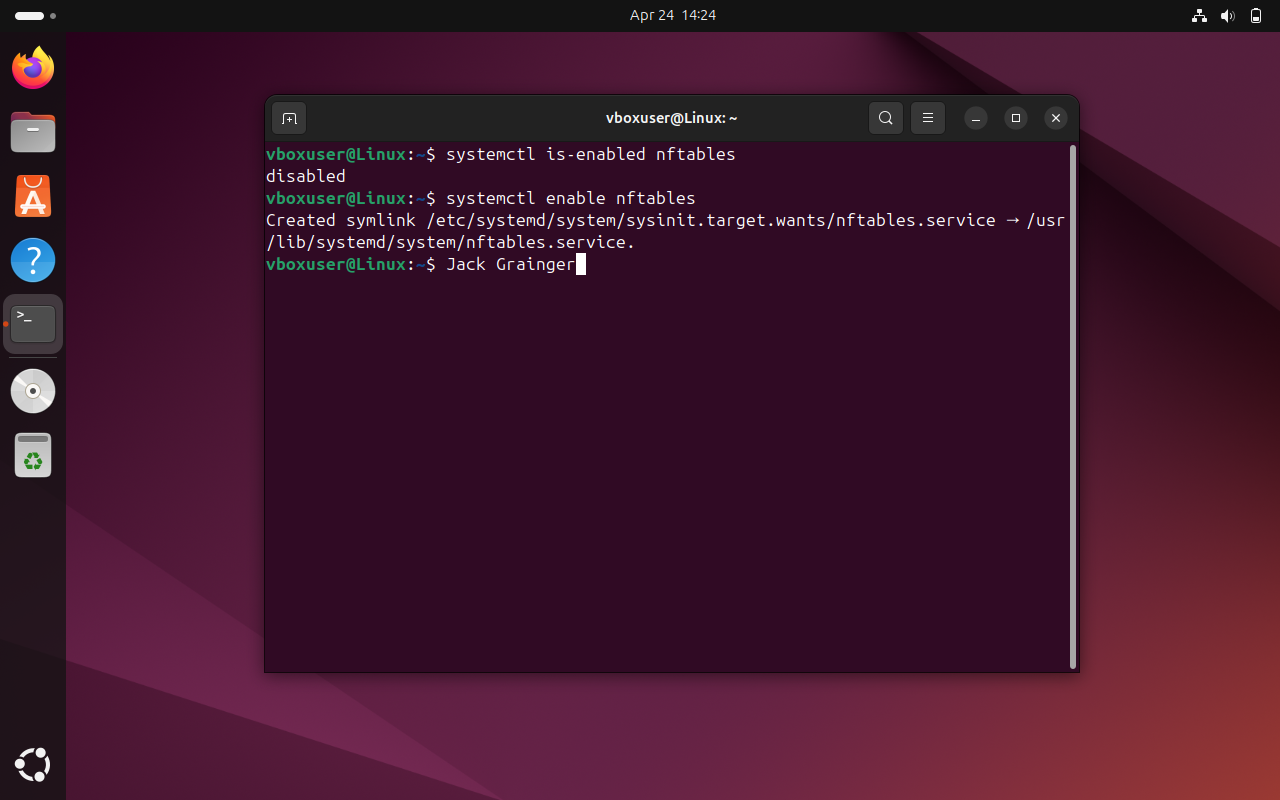 Apr 24 14:24
vboxuser@Linux: ~
vboxuser@Linux:~$ systemctl is-enabled nftables
disabled
vboxuser@Linux:~$ systemctl enable nftables
Created symlink /etc/systemd/system/sysinit.target.wants/nftables.service → /usr
/lib/systemd/system/nftables.service.
vboxuser@Linux:~$ Jack Grainger